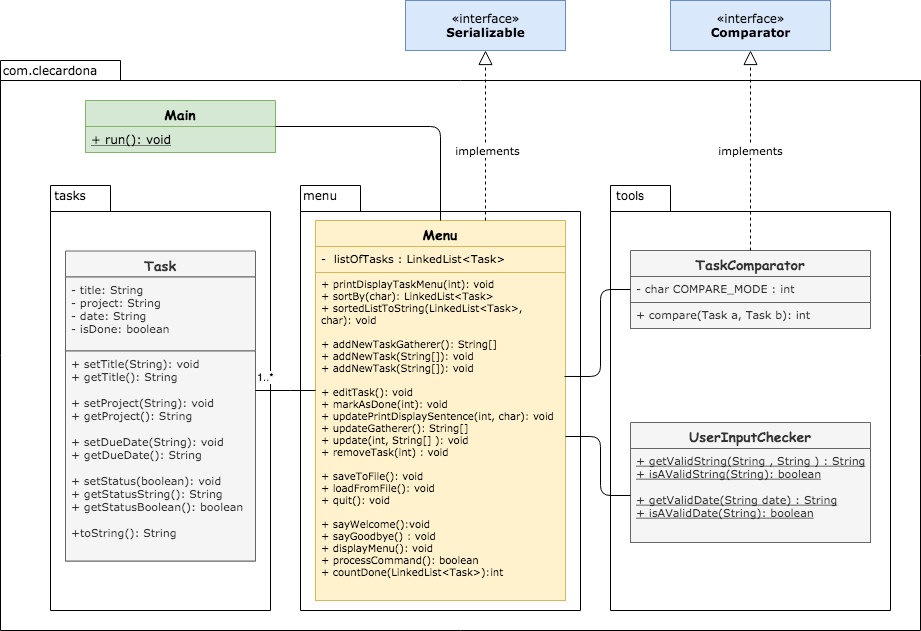 «interface»
Serializable
«interface»
Comparator
com.clecardona
Main
+ run(): void
implements
implements
tasks
Task
- title: String
- project: String
- date: String
- isDone: boolean
+ setTitle(String): void
+ getTitle(): String
+ setProject(String): void
+ getProject(): String
+ setDueDate(String): void
+ getDueDate(): String
+ setStatus(boolean): void
+ getStatusString(): String
+ getStatusBoolean(): boolean
+toString(): String
1..*
menu
Menu
- listOfTasks : LinkedList<Task>
+ printDisplayTaskMenu(int): void
+ sortBy(char): LinkedList<Task>
+ sortedListToString(LinkedList<Task>,
char): void
+ addNewTaskGatherer(): String[]
+ addNewTask(String[]): void
+ addNewTask(String[]): void
+ editTask(): void
+ markAsDone(int): void
+ updatePrintDisplaySentence(int, char): void
+ updateGatherer(): String[]
+ update(int, String[] ): void
+ removeTask(int) : void
+ saveToFile(): void
+ loadFromFile(): void
+ quit(): void
+ sayWelcome():void
+ sayGoodbye() : void
+ displayMenu(): void
+ processCommand(): boolean
+ countDone(LinkedList<Task>):int
tools
TaskComparator
- char COMPARE_MODE : int
+ compare(Task a, Task b): int
UserInputChecker
+ getValidString(String , String ) : String
+ isAValidString(String): boolean
+ getValidDate(String date) : String
+ isAValidDate(String): boolean